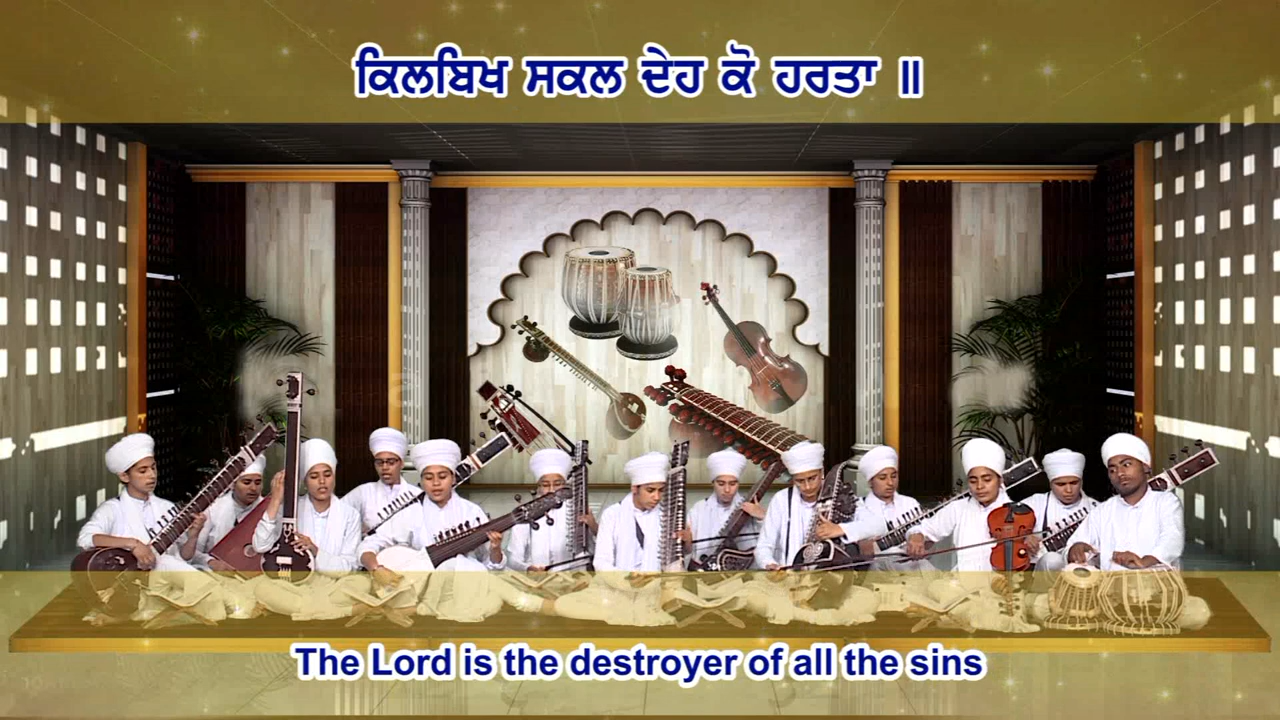 ਕਿਲਬਿਖ ਸਕਲ ਦੇਹ ਕੋ ਹਰਤਾ ॥
The Lord is the destroyer of all the sins